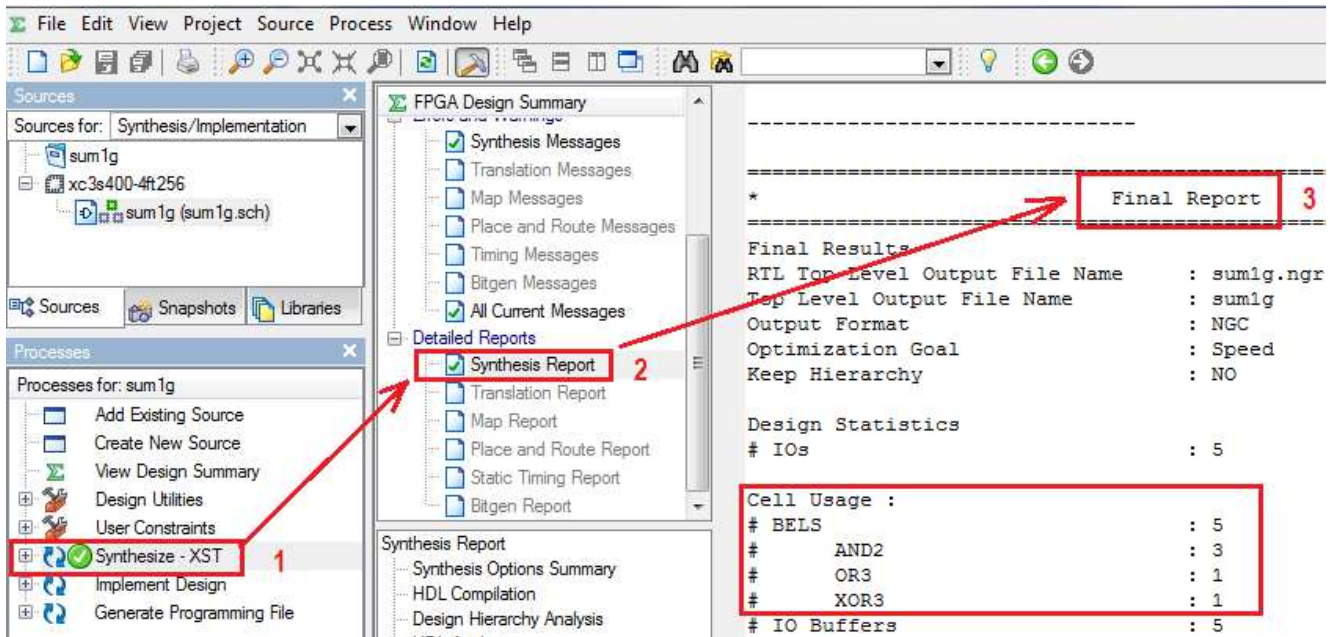 File Edit View Project Source Process Window Help
Sources
Sources for: Synthesis/Implementation
sum1g
xc3s400-4ft256
sum1g (sum1g.sch)
Sources Snapshots Libraries
Processes
Processes for: sum1g
Add Existing Source
Create New Source
View Design Summary
Design Utilities
User Constraints
Synthesize - XST 1
Implement Design
Generate Programming File
FPGA Design Summary
Errors and Warnings
Synthesis Messages
Translation Messages
Map Messages
Place and Route Messages
Timing Messages
Bitgen Messages
All Current Messages
Detailed Reports
Synthesis Report 2
Translation Report
Map Report
Place and Route Report
Static Timing Report
Bitgen Report
Synthesis Report
Synthesis Options Summary
HDL Compilation
Design Hierarchy Analysis
-------------------------------
==============================================
* Final Report 3
==============================================
Final Results
RTL Top Level Output File Name : sum1g.ngr
Top Level Output File Name : sum1g
Output Format : NGC
Optimization Goal : Speed
Keep Hierarchy : NO
Design Statistics
# IOs : 5
Cell Usage :
# BELS : 5
# AND2 : 3
# OR3 : 1
# XOR3 : 1
# IO Buffers : 5